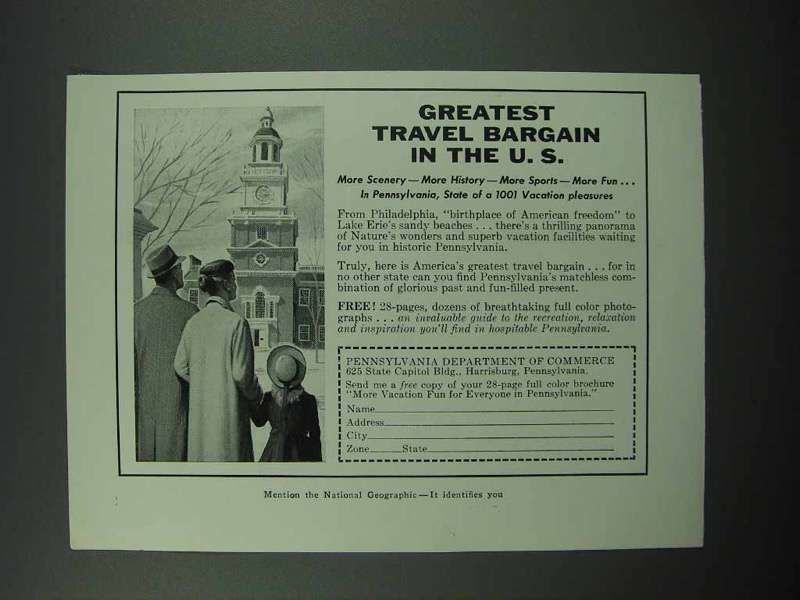 GREATEST
TRAVEL BARGAIN
IN THE U. S.
More Scenery — More History — More Sports — More Fun . . .
In Pennsylvania, State of a 1001 Vacation pleasures
From Philadelphia, "birthplace of American freedom" to
Lake Erie's sandy beaches . . . there's a thrilling panorama
of Nature's wonders and superb vacation facilities waiting
for you in historic Pennsylvania.
Truly, here is America's greatest travel bargain . . . for in
no other state can you find Pennsylvania's matchless com-
bination of glorious past and fun-filled present.
FREE! 28-pages, dozens of breathtaking full color photo-
graphs . . . an invaluable guide to the recreation, relaxation
and inspiration you'll find in hospitable Pennsylvania.
PENNSYLVANIA DEPARTMENT OF COMMERCE
625 State Capitol Bldg., Harrisburg, Pennsylvania.
Send me a free copy of your 28-page full color brochure
"More Vacation Fun for Everyone in Pennsylvania."
Name
Address
City
Zone State
Mention the National Geographic — It identifies you